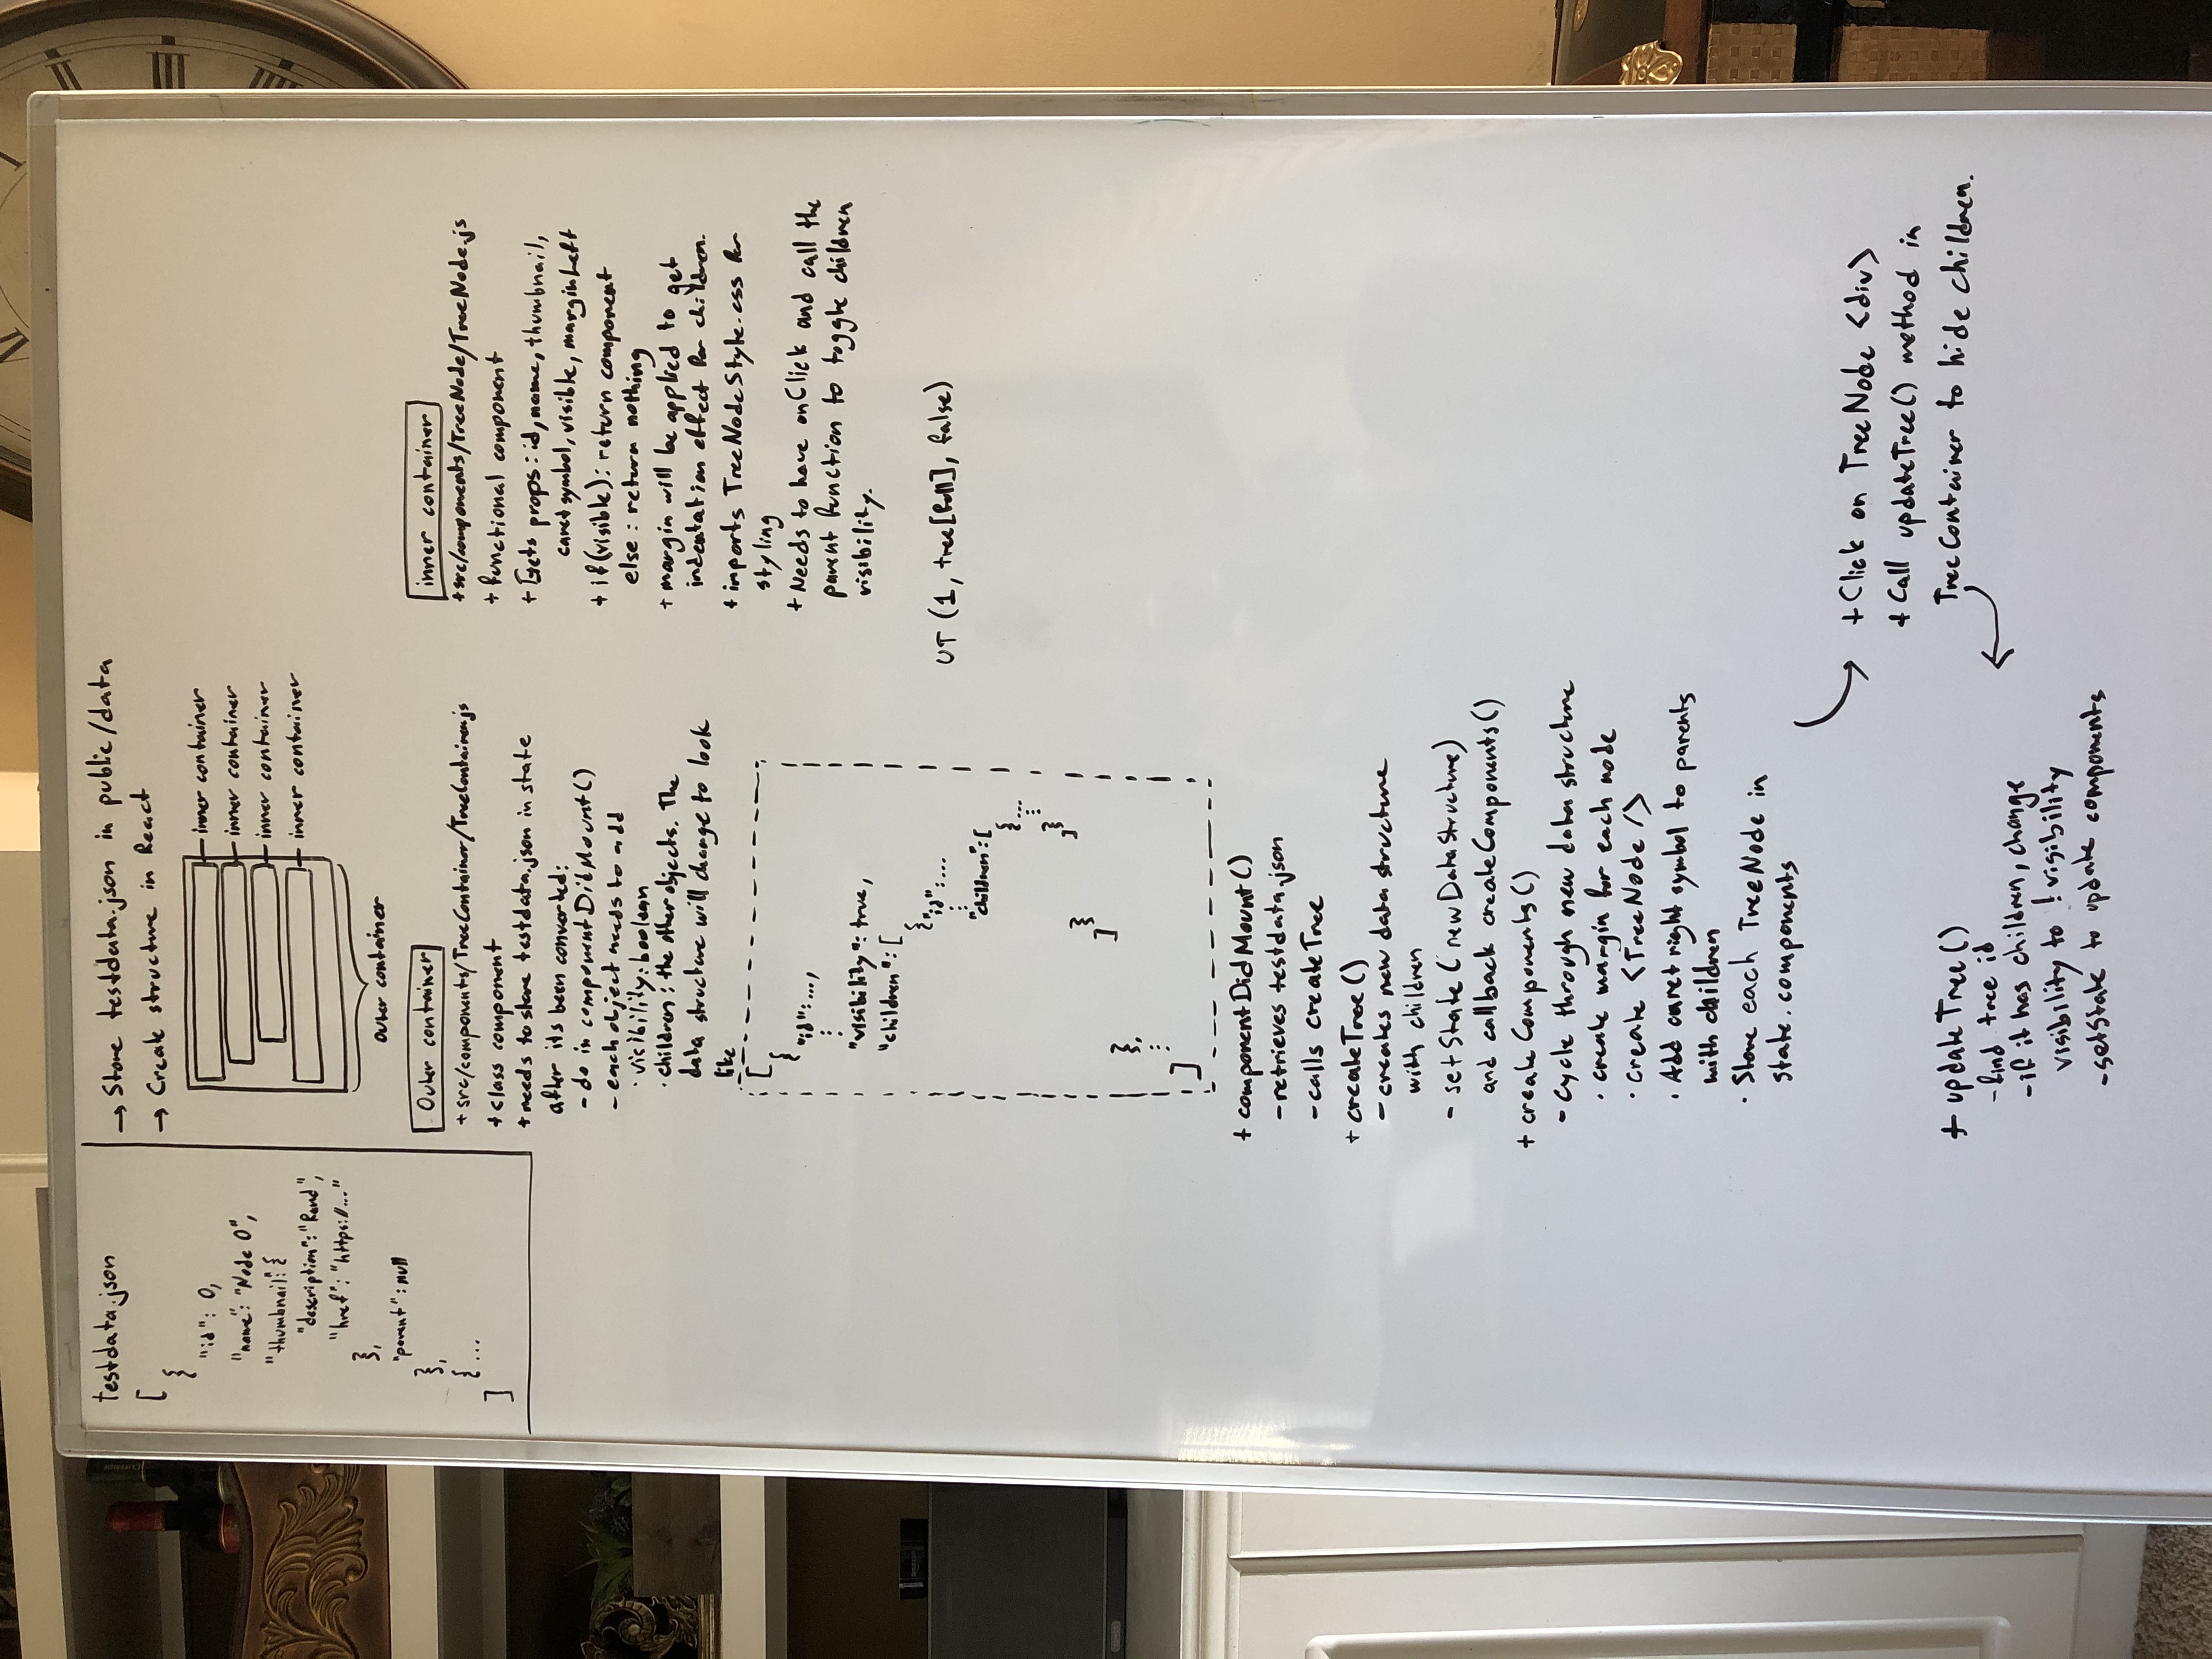 testdata.json
[
{
"id": 0,
"name": "Node 0",
"thumbnail": {
"description": "Rand",
"href": "https://..."
},
"parent": null
},
{...
]
→ Store testdata.json in public/data
→ Create structure in React
inner container
inner container
inner container
inner container
Outer container
Outer container
+ src/components/TreeContainer/TreeContainer.js
+ class component
+ needs to store testdata.json in state
after its been converted:
- do in componentDidMount()
- each object needs to add
· visibility: boolean
· children: the other objects. The
data structure will change to look
like
[
{
"id": ...,
"visibility": true,
"children": [
{"id": ...
"children": [
{...
}
]
}
]
},
]
+ componentDidMount()
- retrieves testdata.json
- calls createTree
+ createTree()
- creates new data structure
with children
- setState (newDataStructure)
and callback createComponents()
+ createComponents()
- Cycle through new data structure
· create margin for each node
· create <TreeNode />
· Add caret right symbol to parents
with children
· Store each TreeNode in
state.components
inner container
+ src/components/TreeNode/TreeNode.js
+ functional component
+ Gets props: id, name, thumbnail,
caret symbol, visible, marginLeft
+ if(visible): return component
else: return nothing
+ margin will be applied to get
indentation effect for children.
+ imports TreeNodeStyle.css for
styling
+ Needs to have onClick and call the
parent function to toggle children
visibility.
UT (1, tree[full], false)
+ Click on TreeNode <div>
+ Call updateTree() method in
TreeContainer to hide children.
+ updateTree()
- find tree id
- if it has children, change
visibility to !visibility
- setState to update components